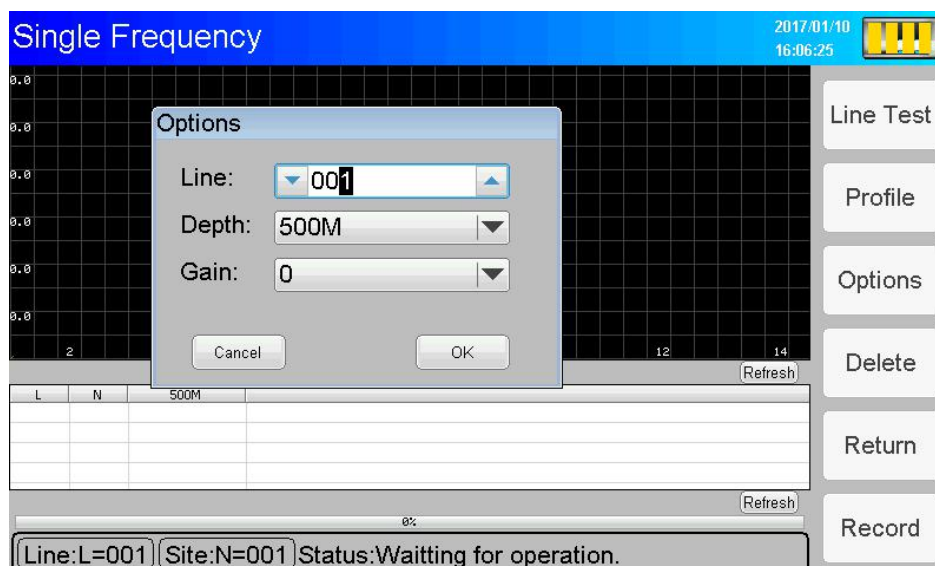 Single Frequency
2017/01/10
16:06:25
0.0
0.0
0.0
0.0
0.0
0.0
2
12
14
Options
Line:
001
Depth:
500M
Gain:
0
Cancel
OK
Refresh
L N 500M
Refresh
0%
Line:L=001 Site:N=001 Status:Waitting for operation.
Line Test
Profile
Options
Delete
Return
Record